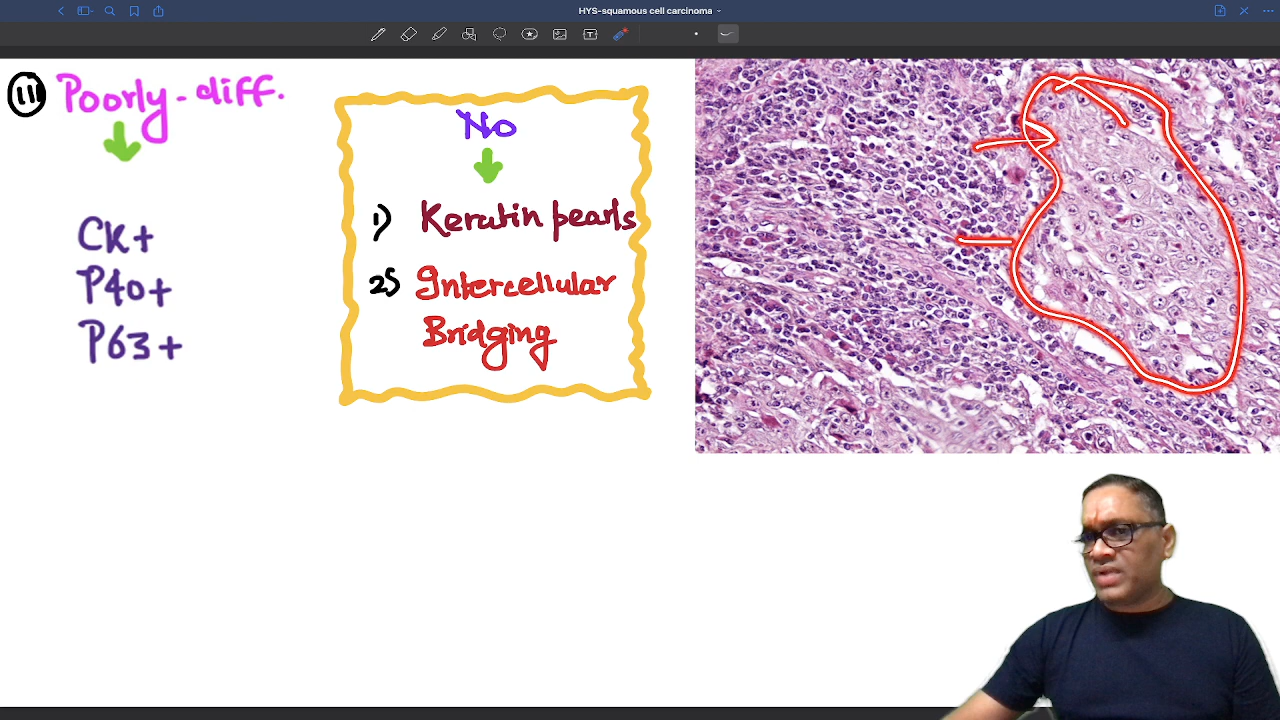 HYS-squamous cell carcinoma
11 Poorly-diff.
CK+
P40+
P63+
No
1) Keratin pearls
2) Intercellular
Bridging